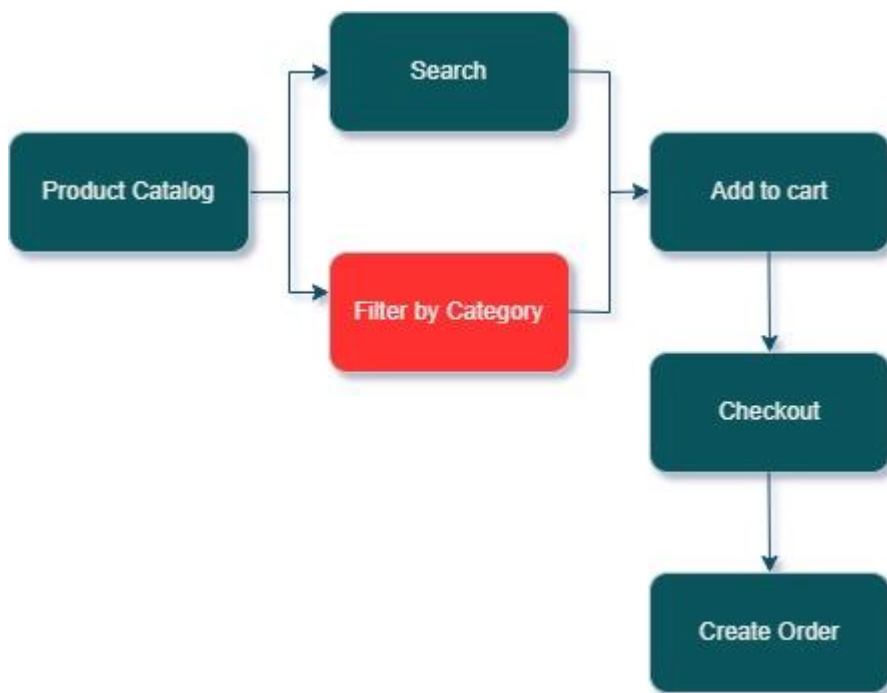 Search
Product Catalog
Add to cart
Filter by Category
Checkout
Create Order